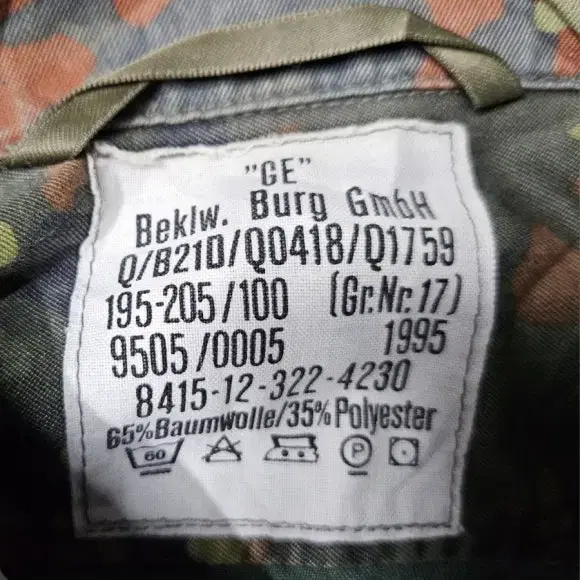 "GE"
Beklw. Burg GmbH
Q/B21D/Q0418/Q1759
195-205/100 (Gr.Nr.17)
9505/0005 1995
8415-12-322-4230
65%Baumwolle/35%Polyester
60 P